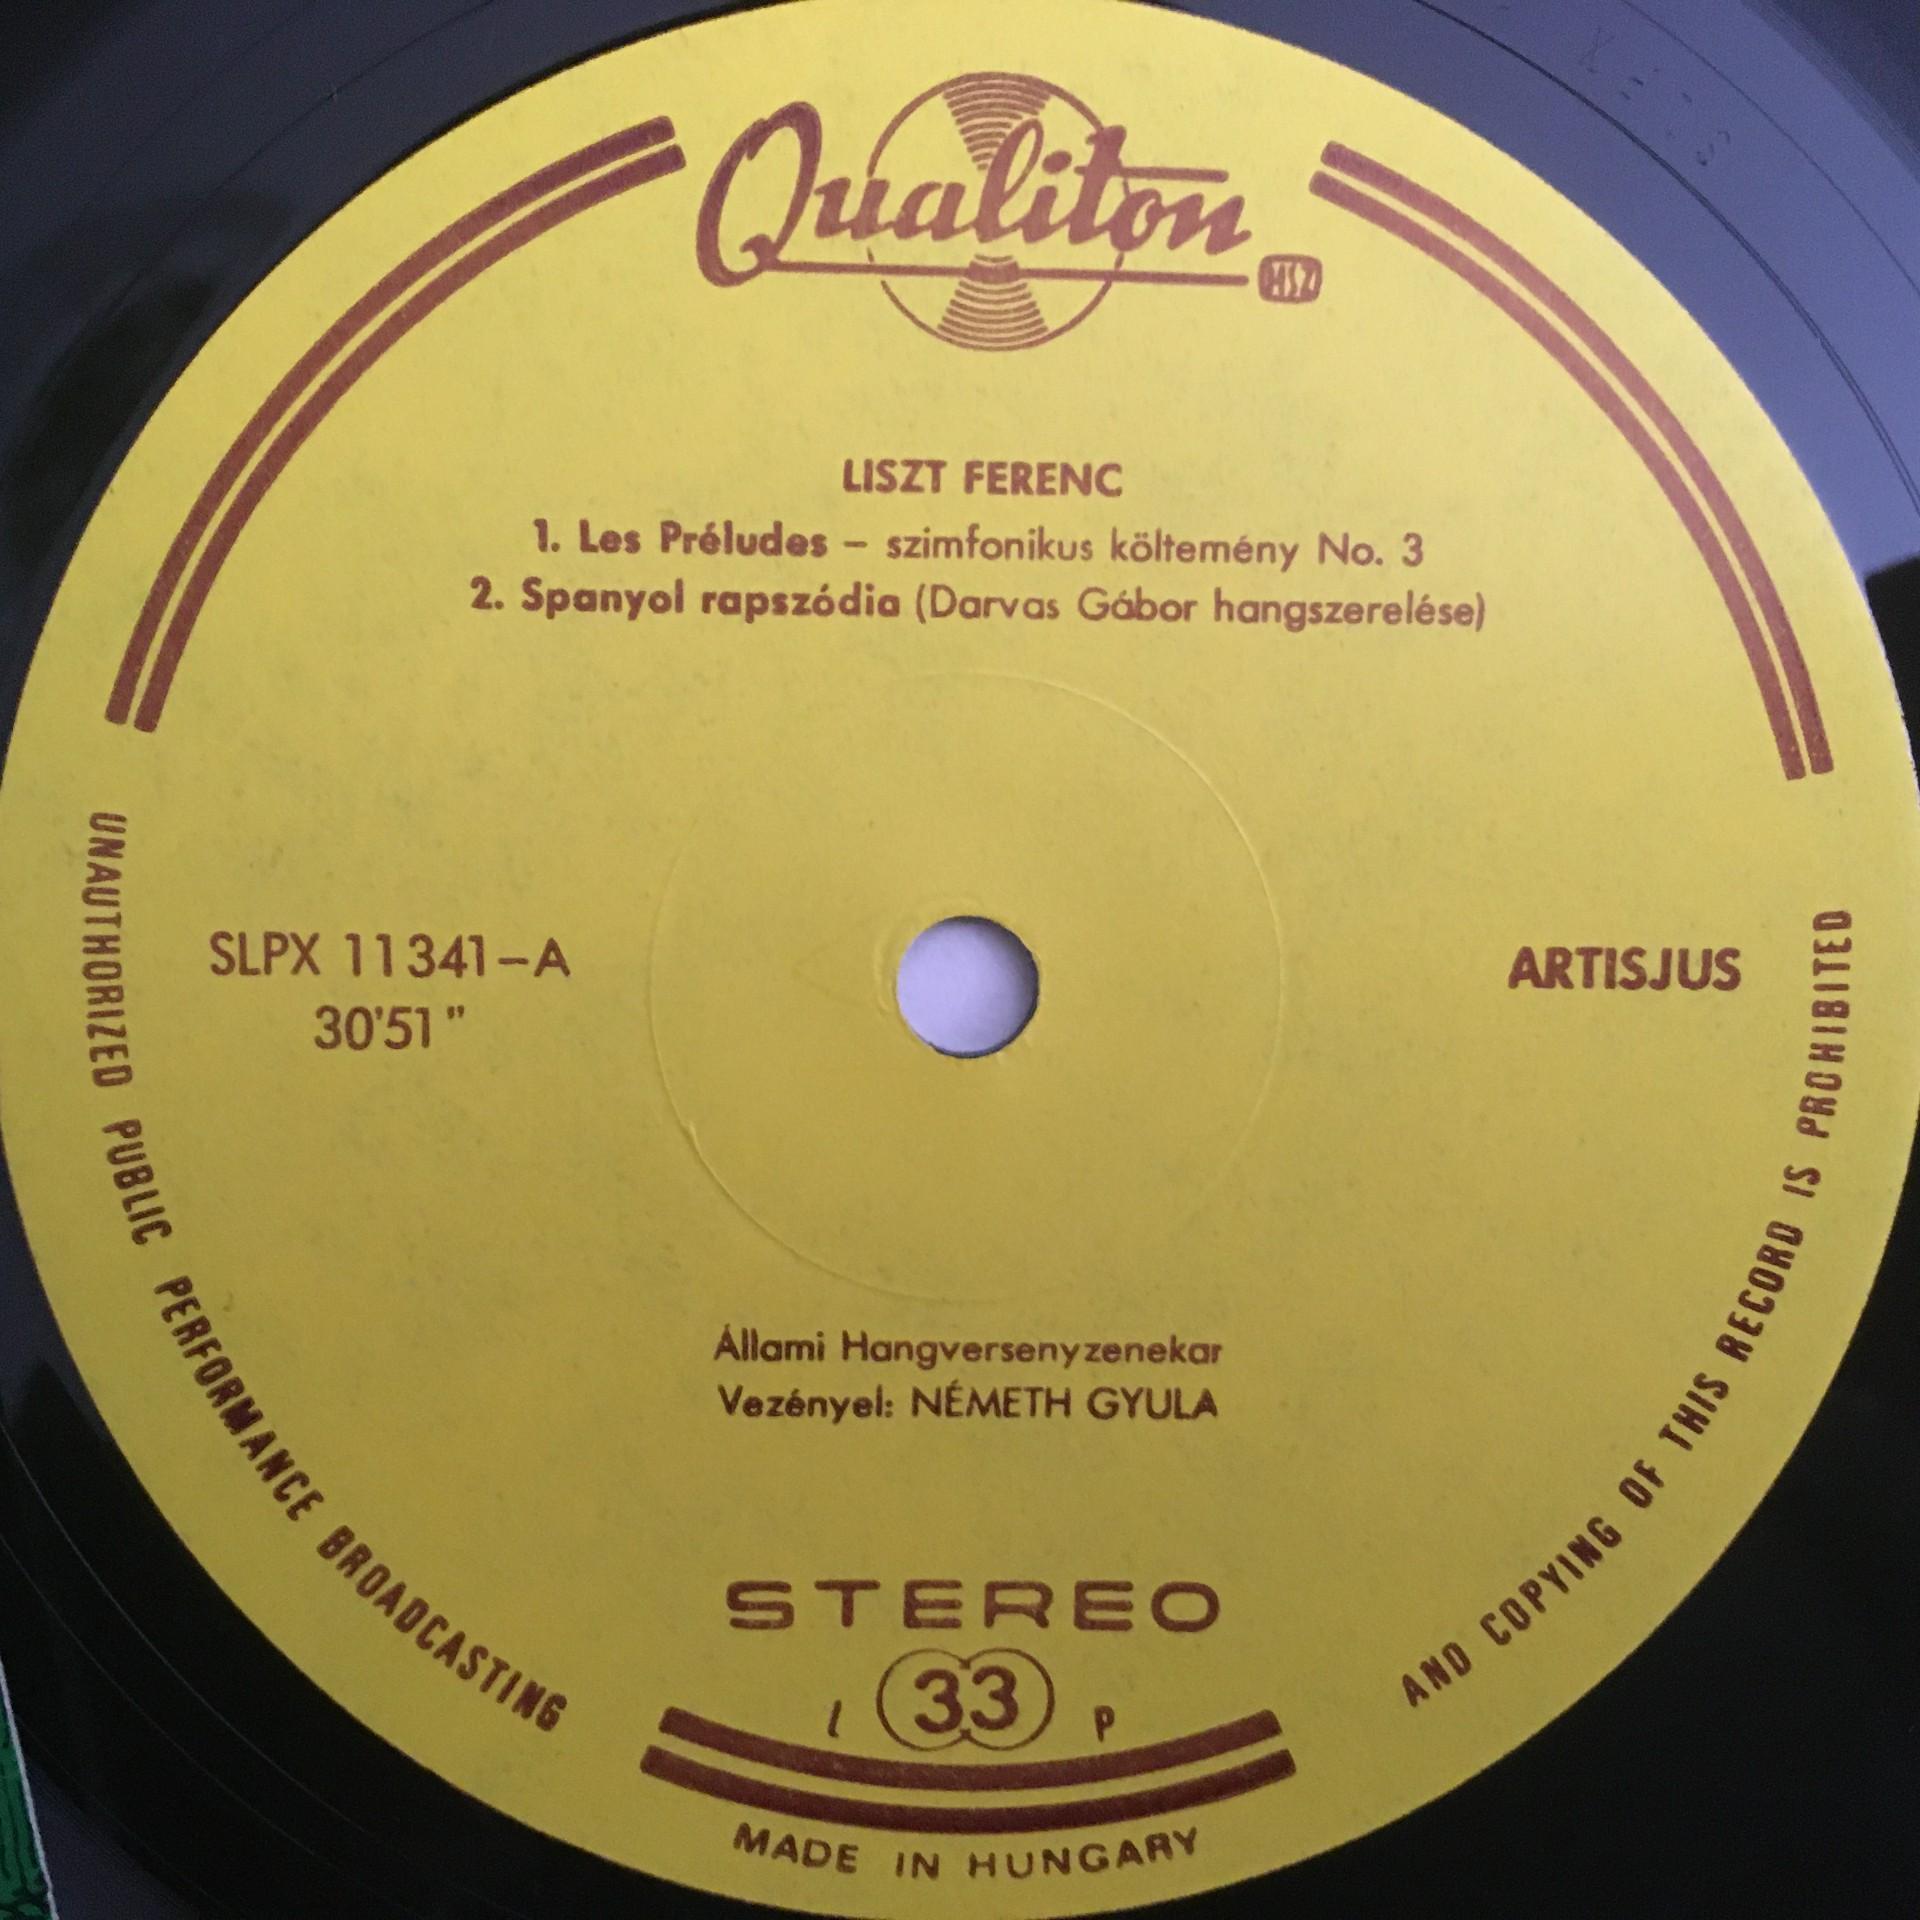 Qualiton
MSZ
LISZT FERENC
1. Les Préludes – szimfonikus költemény No. 3
2. Spanyol rapszódia (Darvas Gábor hangszerelése)
SLPX 11341–A
30'51"
ARTISJUS
Állami Hangversenyzenekar
Vezényel: NÉMETH GYULA
STEREO
l 33 p
MADE IN HUNGARY
UNAUTHORIZED PUBLIC PERFORMANCE BROADCASTING AND COPYING OF THIS RECORD IS PROHIBITED